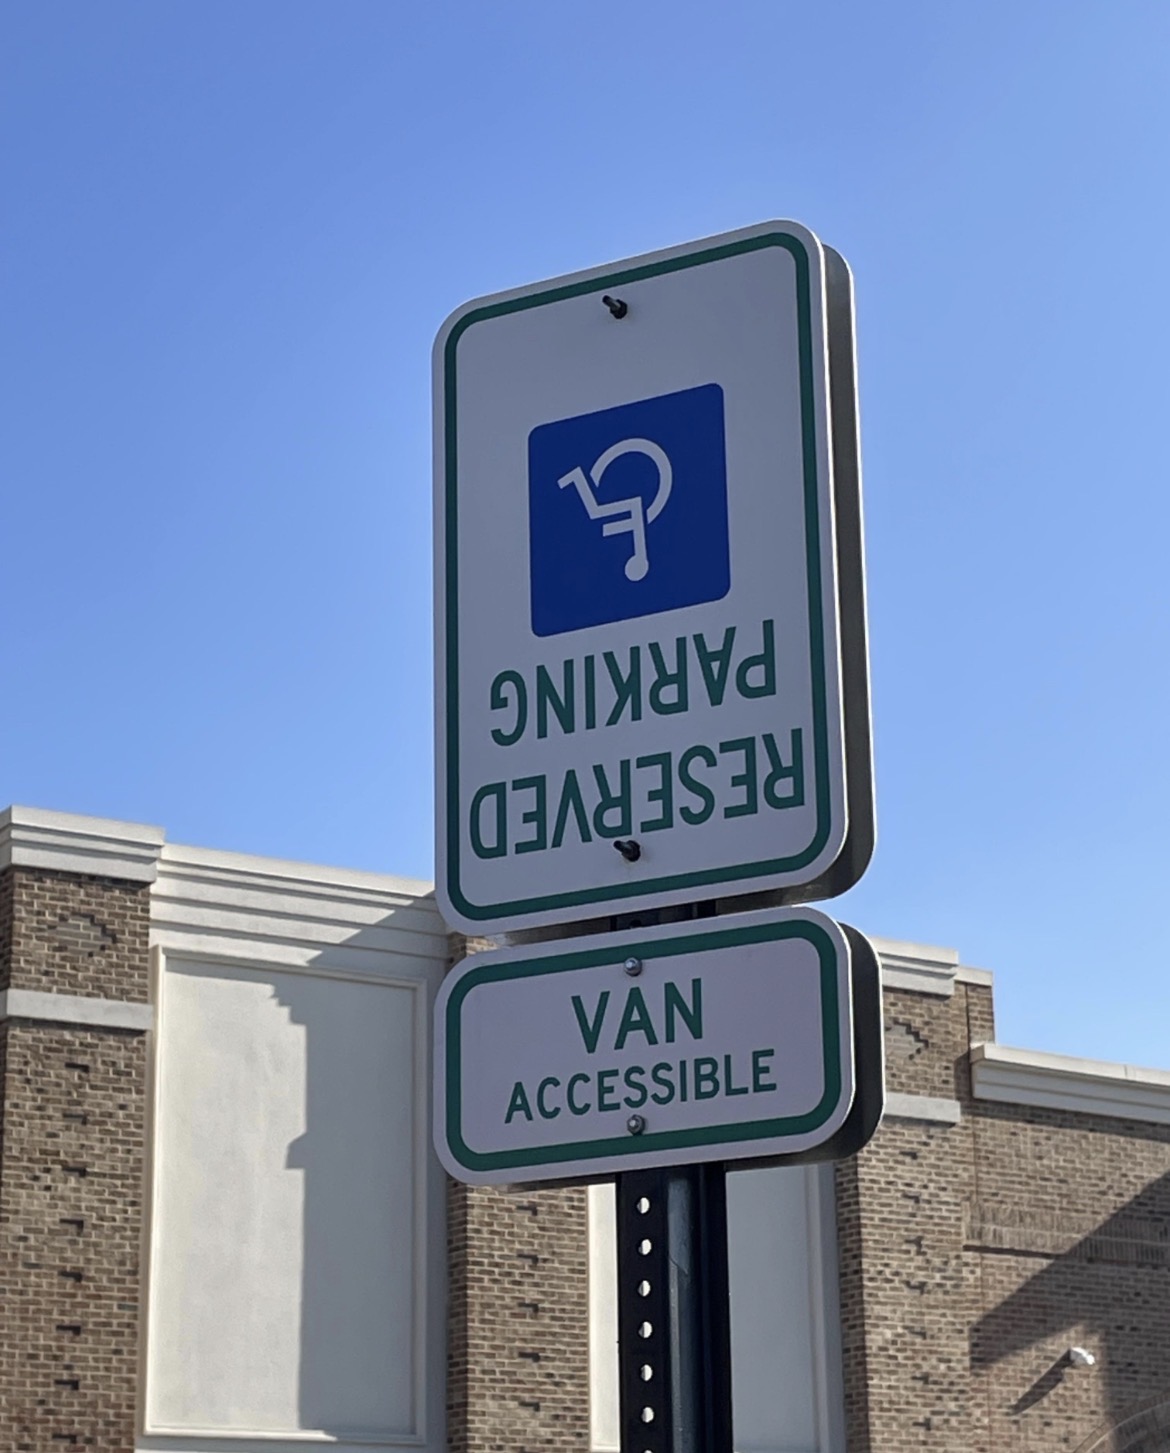 RESERVED
PARKING
VAN
ACCESSIBLE